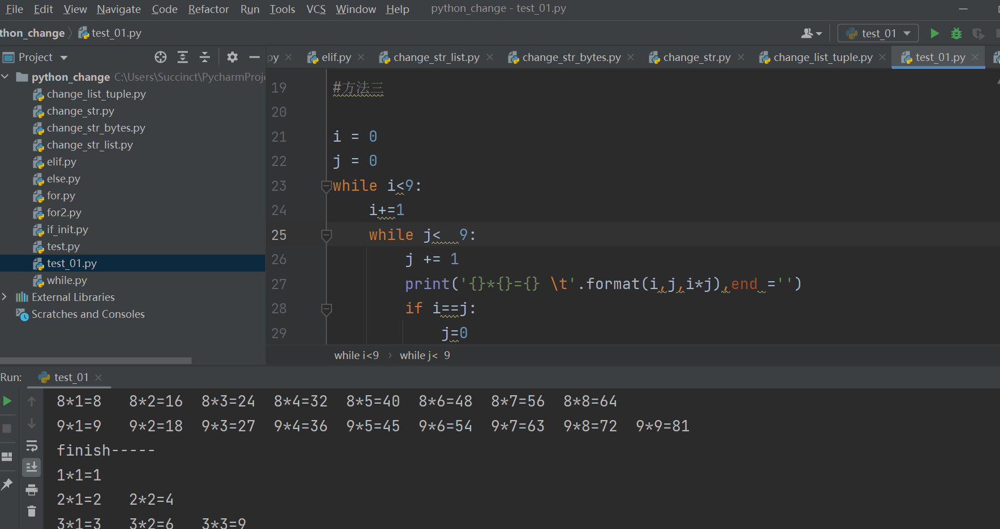 File Edit View Navigate Code Refactor Run Tools VCS Window Help python_change - test_01.py
thon_change test_01.py
test_01
Project
py elif.py change_str_list.py change_str_bytes.py change_str.py change_list_tuple.py test_01.py
python_change C:\Users\Succinct\PycharmProje
change_list_tuple.py
change_str.py
change_str_bytes.py
change_str_list.py
elif.py
else.py
for.py
for2.py
if_init.py
test.py
test_01.py
while.py
External Libraries
Scratches and Consoles
19 #方法三
20
21 i = 0
22 j = 0
23 while i<9:
24 i+=1
25 while j<  9:
26 j += 1
27 print('{}*{}={} \t'.format(i,j,i*j),end ='')
28 if i==j:
29 j=0
while i<9 while j<  9
Run: test_01
8*1=8 8*2=16 8*3=24 8*4=32 8*5=40 8*6=48 8*7=56 8*8=64
9*1=9 9*2=18 9*3=27 9*4=36 9*5=45 9*6=54 9*7=63 9*8=72 9*9=81
finish-----
1*1=1
2*1=2 2*2=4
3*1=3 3*2=6 3*3=9